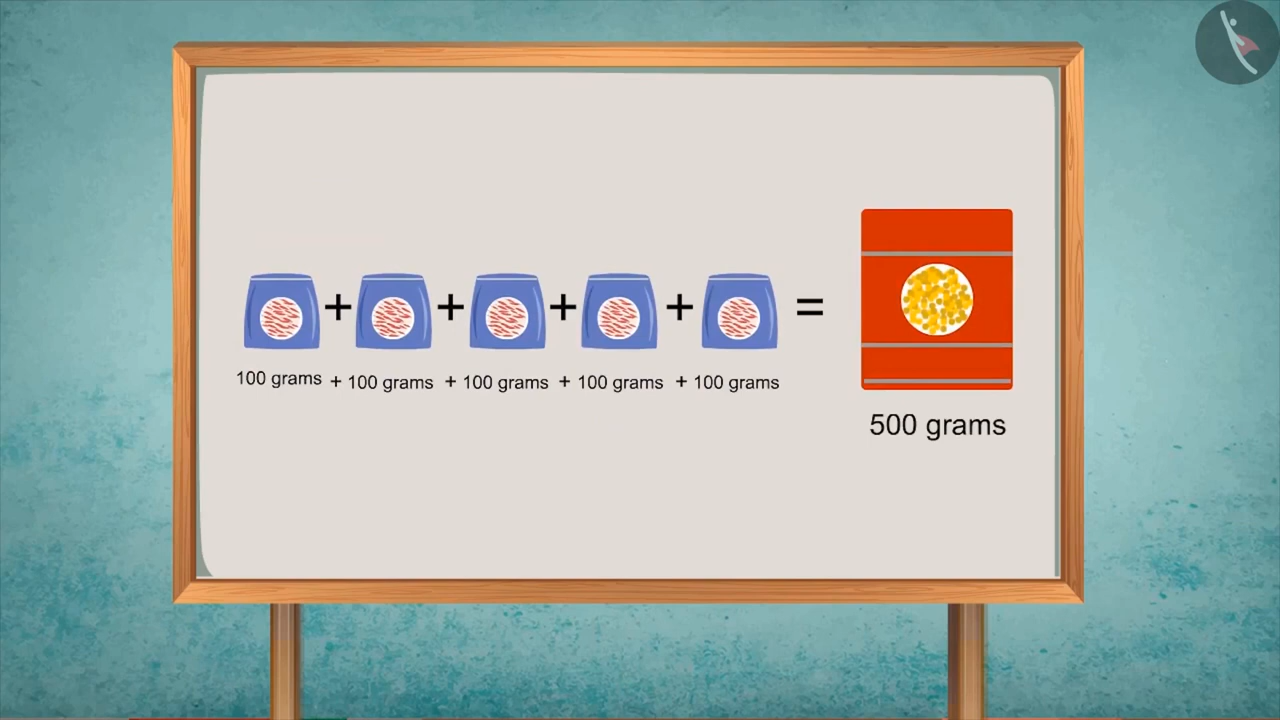 + + + + =
100 grams + 100 grams + 100 grams + 100 grams + 100 grams
500 grams